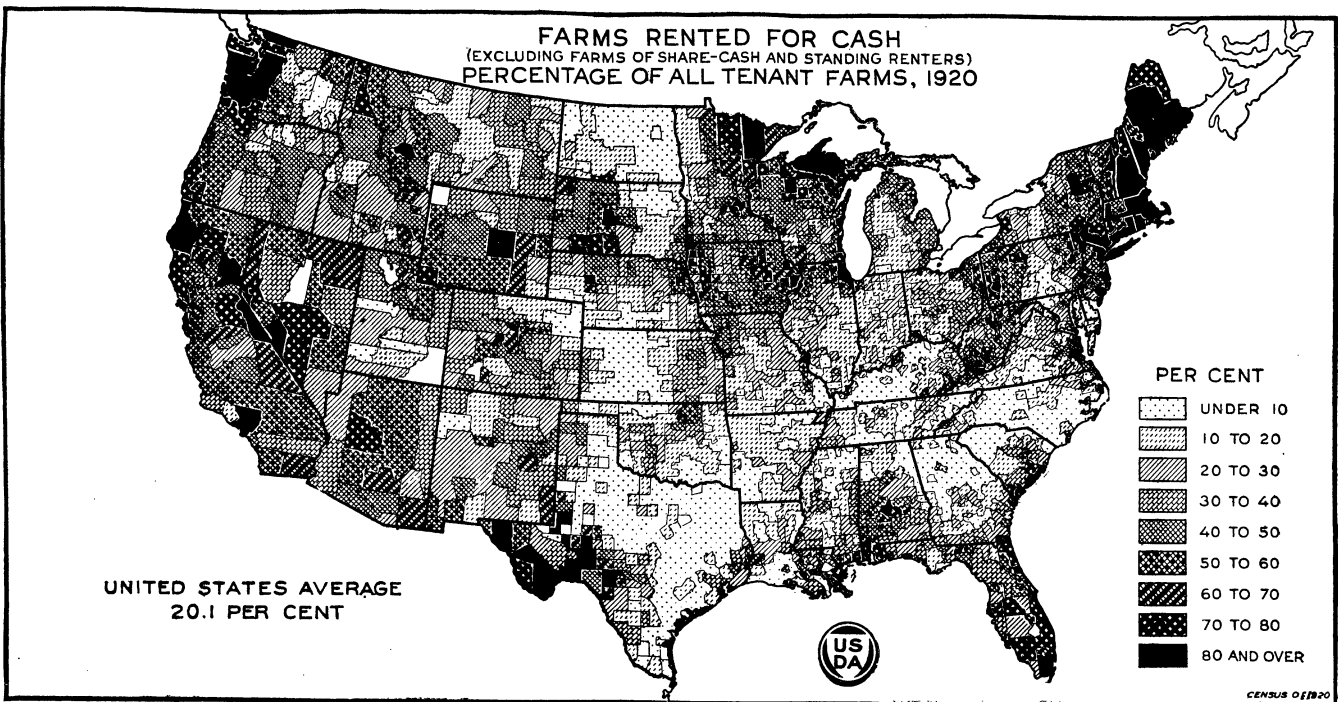 FARMS RENTED FOR CASH
(EXCLUDING FARMS OF SHARE-CASH AND STANDING RENTERS)
PERCENTAGE OF ALL TENANT FARMS, 1920
PER CENT
UNDER 10
10 TO 20
20 TO 30
30 TO 40
40 TO 50
50 TO 60
60 TO 70
70 TO 80
80 AND OVER
UNITED STATES AVERAGE
20.1 PER CENT
US
DA
CENSUS OF 1920